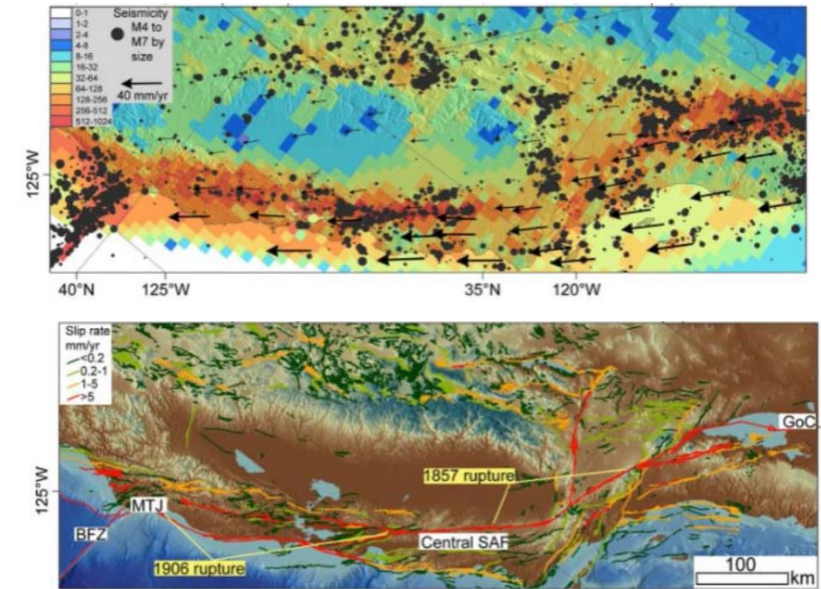 0-1
1-2
2-4
4-8
8-16
16-32
32-64
64-128
128-256
256-512
512-1024
Seismicity
M4 to
M7 by
size
40 mm/yr
125°W
40°N
125°W
35°N
120°W
Slip rate
mm/yr
<0.2
0.2-1
1-5
>5
GoC
1857 rupture
125°W
MTJ
BFZ
Central SAF
1906 rupture
100
km